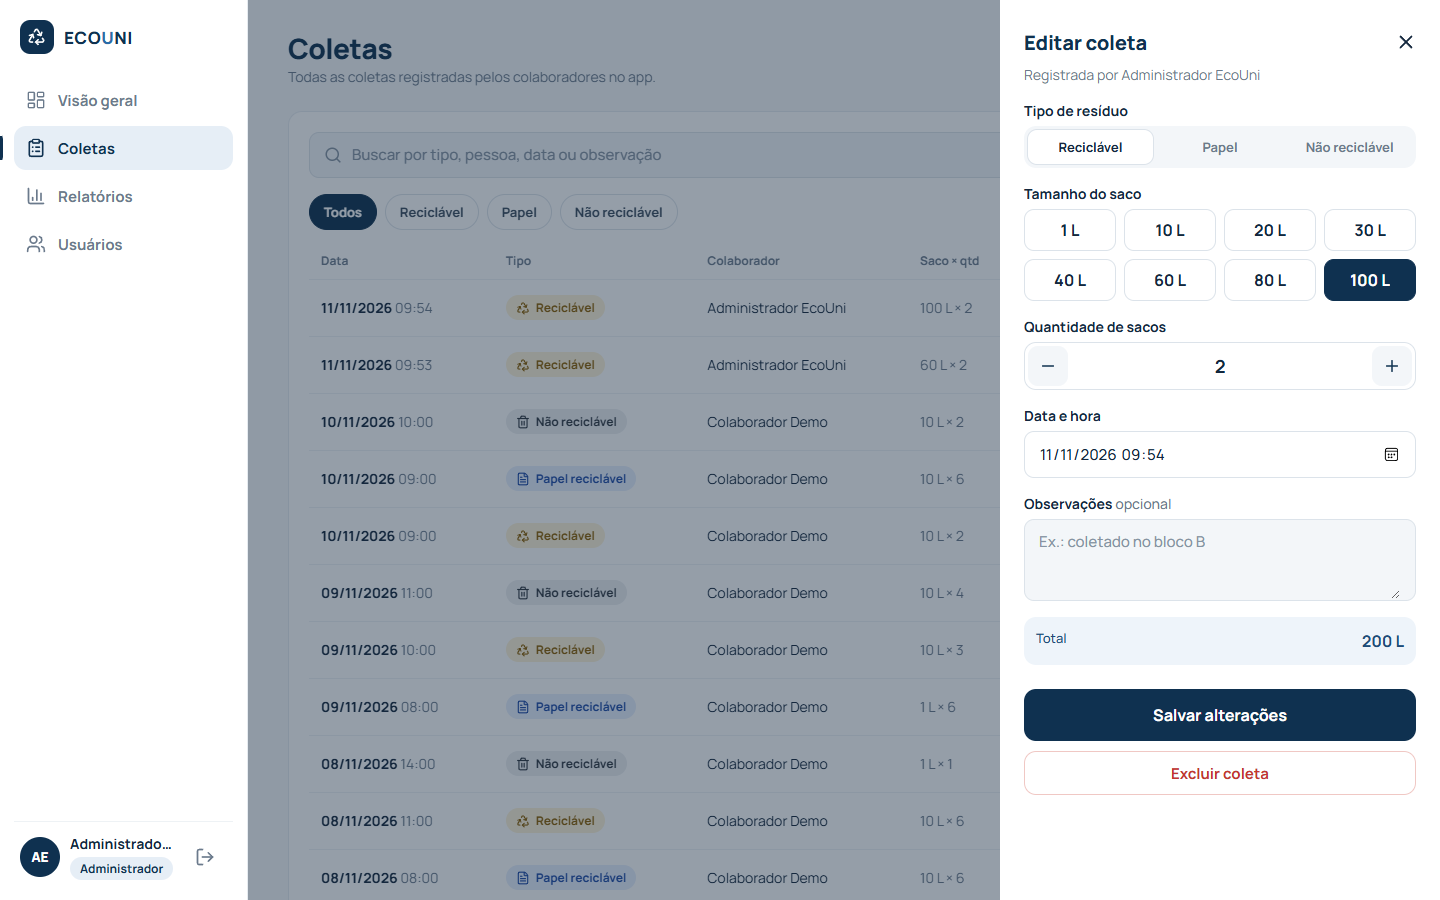 ECOUNI
Visão geral
Coletas
Relatórios
Usuários
AE
Administrado...
Administrador
Coletas
Todas as coletas registradas pelos colaboradores no app.
Buscar por tipo, pessoa, data ou observação
Todos Reciclável Papel Não reciclável
Data Tipo Colaborador Saco × qtd
11/11/2026 09:54 Reciclável Administrador EcoUni 100 L × 2
11/11/2026 09:53 Reciclável Administrador EcoUni 60 L × 2
10/11/2026 10:00 Não reciclável Colaborador Demo 10 L × 2
10/11/2026 09:00 Papel reciclável Colaborador Demo 10 L × 6
10/11/2026 09:00 Reciclável Colaborador Demo 10 L × 2
09/11/2026 11:00 Não reciclável Colaborador Demo 10 L × 4
09/11/2026 10:00 Reciclável Colaborador Demo 10 L × 3
09/11/2026 08:00 Papel reciclável Colaborador Demo 1 L × 6
08/11/2026 14:00 Não reciclável Colaborador Demo 1 L × 1
08/11/2026 11:00 Reciclável Colaborador Demo 10 L × 6
08/11/2026 08:00 Papel reciclável Colaborador Demo 10 L × 6
Editar coleta
Registrada por Administrador EcoUni
Tipo de resíduo
Reciclável Papel Não reciclável
Tamanho do saco
1 L 10 L 20 L 30 L
40 L 60 L 80 L 100 L
Quantidade de sacos
− 2 +
Data e hora
11/11/2026 09:54
Observações opcional
Ex.: coletado no bloco B
Total 200 L
Salvar alterações
Excluir coleta